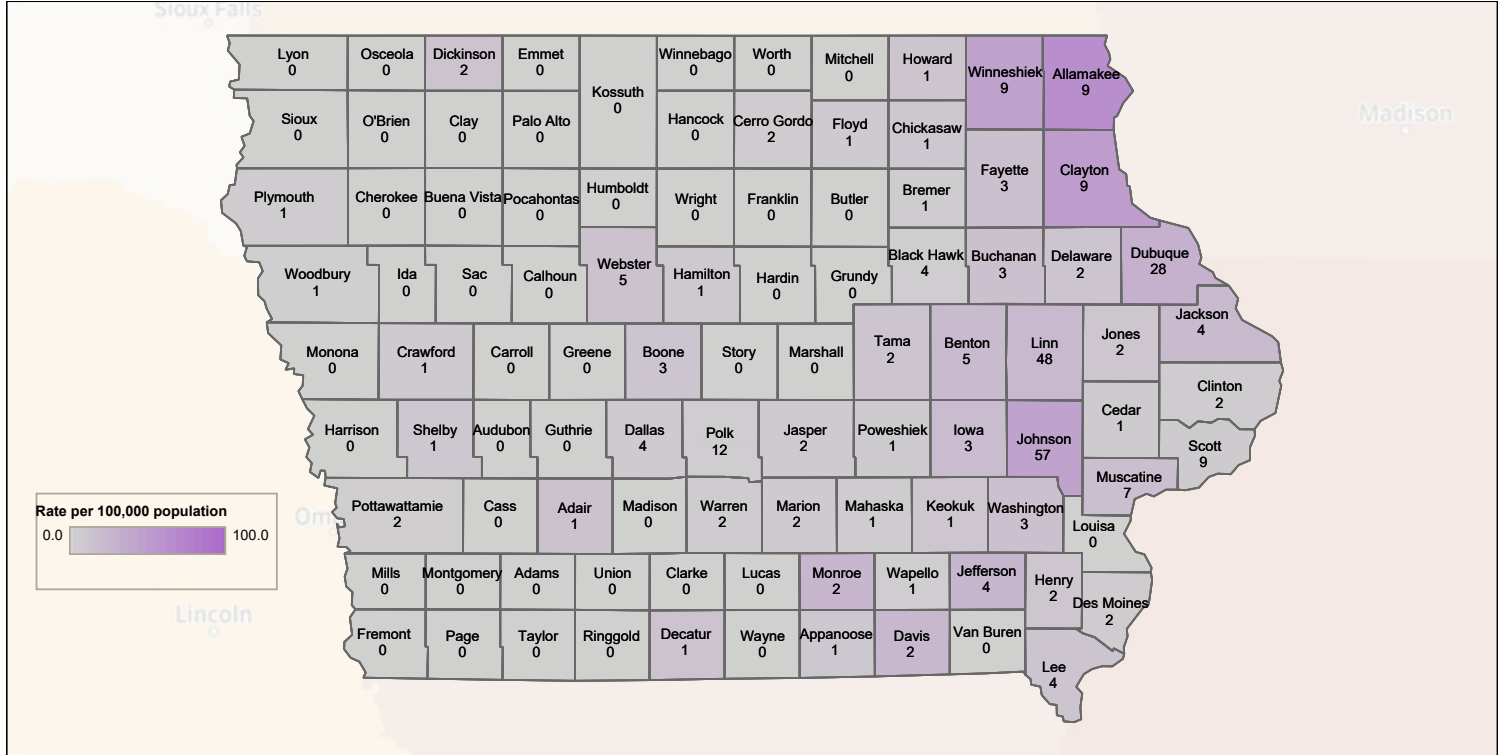 Sioux Falls
Lyon
0
Osceola
0
Dickinson
2
Emmet
0
Kossuth
0
Winnebago
0
Worth
0
Mitchell
0
Howard
1
Winneshiek
9
Allamakee
9
Madison
Sioux
0
O'Brien
0
Clay
0
Palo Alto
0
Hancock
0
Cerro Gordo
2
Floyd
1
Chickasaw
1
Fayette
3
Clayton
9
Plymouth
1
Cherokee
0
Buena Vista
0
Pocahontas
0
Humboldt
0
Wright
0
Franklin
0
Butler
0
Bremer
1
Woodbury
1
Ida
0
Sac
0
Calhoun
0
Webster
5
Hamilton
1
Hardin
0
Grundy
0
Black Hawk
4
Buchanan
3
Delaware
2
Dubuque
28
Monona
0
Crawford
1
Carroll
0
Greene
0
Boone
3
Story
0
Marshall
0
Tama
2
Benton
5
Linn
48
Jones
2
Jackson
4
Clinton
2
Harrison
0
Shelby
1
Audubon
0
Guthrie
0
Dallas
4
Polk
12
Jasper
2
Poweshiek
1
Iowa
3
Johnson
57
Cedar
1
Scott
9
Muscatine
7
Rate per 100,000 population
0.0
100.0
Om
Pottawattamie
2
Cass
0
Adair
1
Madison
0
Warren
2
Marion
2
Mahaska
1
Keokuk
1
Washington
3
Louisa
0
Mills
0
Montgomery
0
Adams
0
Union
0
Clarke
0
Lucas
0
Monroe
2
Wapello
1
Jefferson
4
Henry
2
Des Moines
2
Lincoln
Fremont
0
Page
0
Taylor
0
Ringgold
0
Decatur
1
Wayne
0
Appanoose
1
Davis
2
Van Buren
0
Lee
4